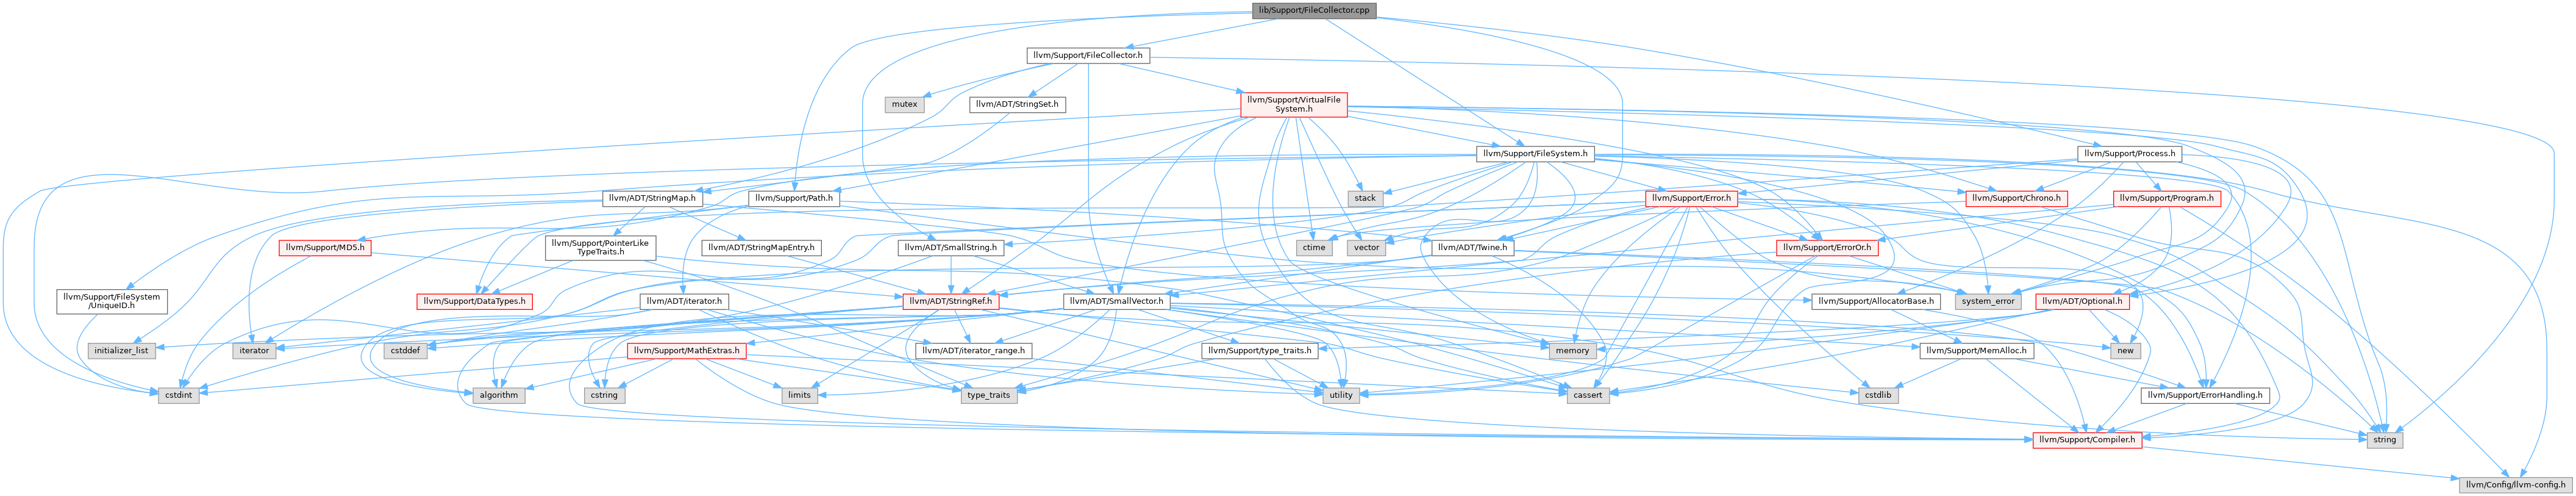 lib/Support/FileCollector.cpp
llvm/Support/FileCollector.h
mutex
llvm/ADT/StringSet.h
llvm/Support/VirtualFile
System.h
llvm/Support/FileSystem.h
llvm/Support/Process.h
llvm/ADT/StringMap.h
llvm/Support/Path.h
stack
llvm/Support/Error.h
llvm/Support/Chrono.h
llvm/Support/Program.h
llvm/Support/MD5.h
llvm/Support/PointerLike
TypeTraits.h
llvm/ADT/StringMapEntry.h
llvm/ADT/SmallString.h
ctime
vector
llvm/ADT/Twine.h
llvm/Support/ErrorOr.h
llvm/Support/FileSystem
/UniqueID.h
llvm/Support/DataTypes.h
llvm/ADT/iterator.h
llvm/ADT/StringRef.h
llvm/ADT/SmallVector.h
llvm/Support/AllocatorBase.h
system_error
llvm/ADT/Optional.h
initializer_list
iterator
cstddef
llvm/Support/MathExtras.h
llvm/ADT/iterator_range.h
llvm/Support/type_traits.h
memory
llvm/Support/MemAlloc.h
new
cstdint
algorithm
cstring
limits
type_traits
utility
cassert
cstdlib
llvm/Support/ErrorHandling.h
llvm/Support/Compiler.h
string
llvm/Config/llvm-config.h